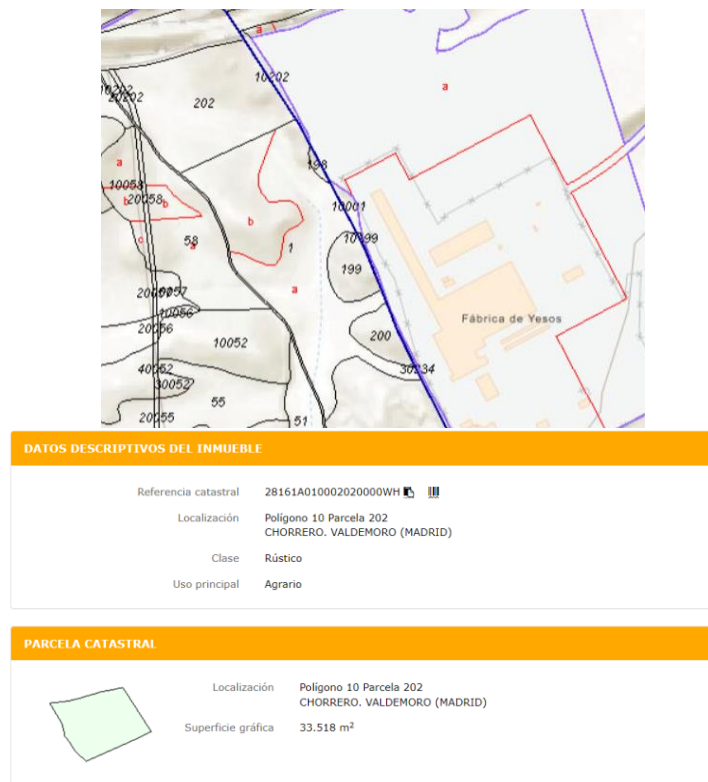 a
10202
a
202
20202
198
a
10058
b
20058
b
b
10001
c
58
a
1
10199
199
a
10056
20056
10052
Fábrica de Yesos
200
40052
30052
30234
55
20055
51
DATOS DESCRIPTIVOS DEL INMUEBLE
Referencia catastral 28161A010002020000WH
Localización Polígono 10 Parcela 202
CHORRERO. VALDEMORO (MADRID)
Clase Rústico
Uso principal Agrario
PARCELA CATASTRAL
Localización Polígono 10 Parcela 202
CHORRERO. VALDEMORO (MADRID)
Superficie gráfica 33.518 m²